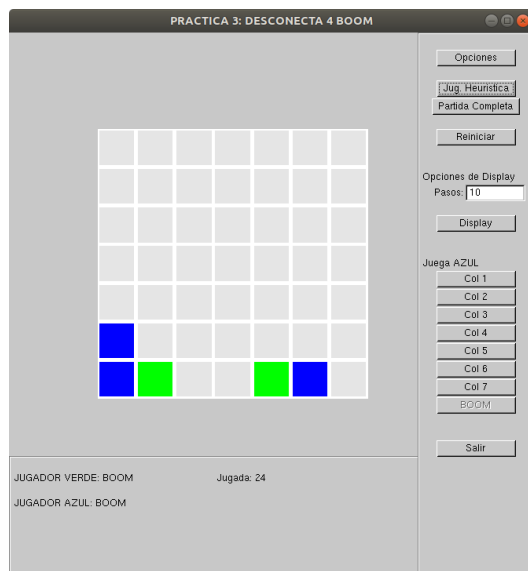 PRACTICA 3: DESCONECTA 4 BOOM
Opciones
Jug. Heuristica
Partida Completa
Reiniciar
Opciones de Display
Pasos: 10
Display
Juega AZUL
Col 1
Col 2
Col 3
Col 4
Col 5
Col 6
Col 7
BOOM
Salir
JUGADOR VERDE: BOOM Jugada: 24
JUGADOR AZUL: BOOM